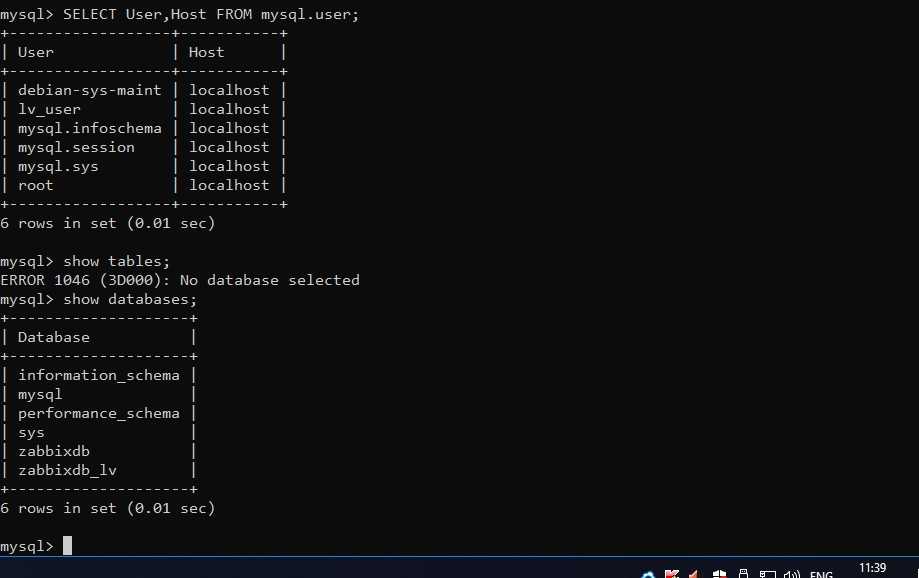 mysql> SELECT User,Host FROM mysql.user;
+------------------+-----------+
| User             | Host      |
+------------------+-----------+
| debian-sys-maint | localhost |
| lv_user          | localhost |
| mysql.infoschema | localhost |
| mysql.session    | localhost |
| mysql.sys        | localhost |
| root             | localhost |
+------------------+-----------+
6 rows in set (0.01 sec)
mysql> show tables;
ERROR 1046 (3D000): No database selected
mysql> show databases;
+--------------------+
| Database           |
+--------------------+
| information_schema |
| mysql              |
| performance_schema |
| sys                |
| zabbixdb           |
| zabbixdb_lv        |
+--------------------+
6 rows in set (0.01 sec)
mysql>
ENG 11:39